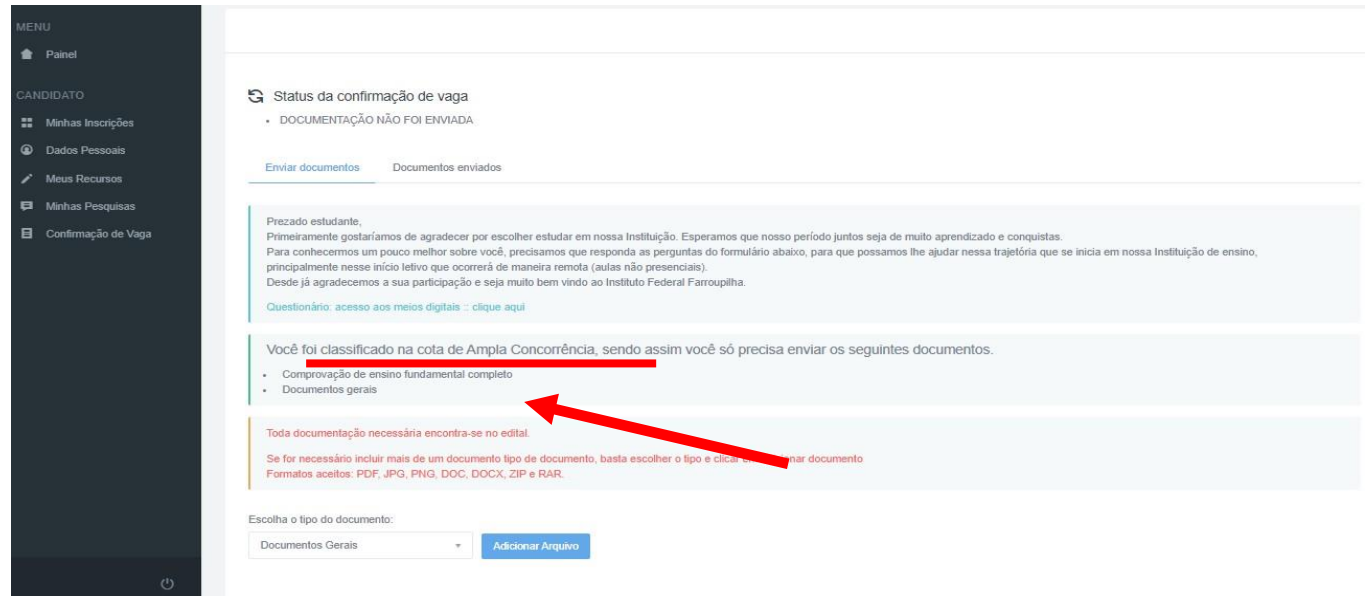 MENU
Painel
CANDIDATO
Minhas Inscrições
Dados Pessoais
Meus Recursos
Minhas Pesquisas
Confirmação de Vaga
Status da confirmação de vaga
• DOCUMENTAÇÃO NÃO FOI ENVIADA
Enviar documentos Documentos enviados
Prezado estudante,
Primeiramente gostaríamos de agradecer por escolher estudar em nossa Instituição. Esperamos que nosso período juntos seja de muito aprendizado e conquistas.
Para conhecermos um pouco melhor sobre você, precisamos que responda as perguntas do formulário abaixo, para que possamos lhe ajudar nessa trajetória que se inicia em nossa Instituição de ensino,
principalmente nesse início letivo que ocorrerá de maneira remota (aulas não presenciais).
Desde já agradecemos a sua participação e seja muito bem vindo ao Instituto Federal Farroupilha.
Questionário: acesso aos meios digitais :: clique aqui
Você foi classificado na cota de Ampla Concorrência, sendo assim você só precisa enviar os seguintes documentos.
• Comprovação de ensino fundamental completo
• Documentos gerais
Toda documentação necessária encontra-se no edital.
Se for necessário incluir mais de um documento tipo de documento, basta escolher o tipo e clicar documento
Formatos aceitos: PDF, JPG, PNG, DOC, DOCX, ZIP e RAR.
Escolha o tipo do documento:
Documentos Gerais
Adicionar Arquivo